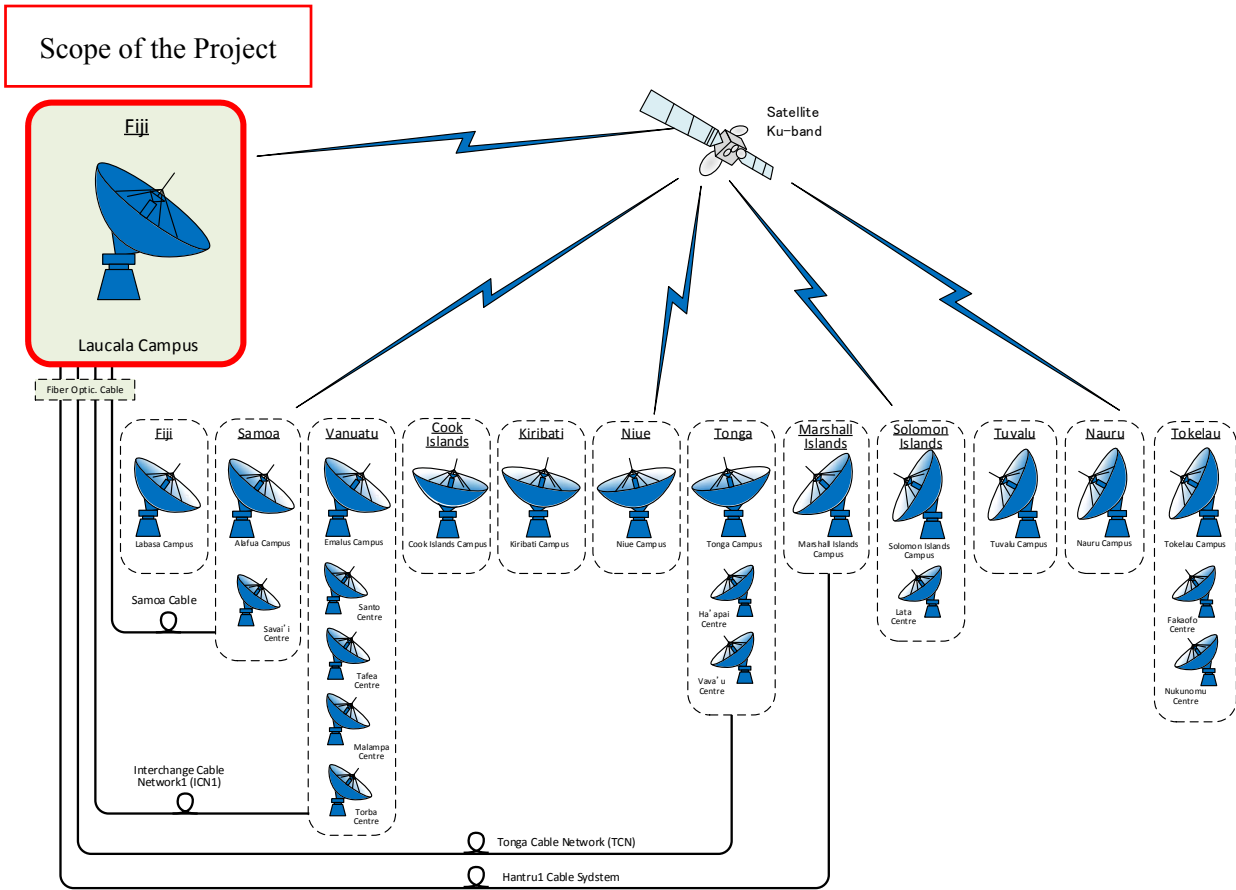 Scope of the Project
Fiji
Laucala Campus
Satellite
Ku-band
Fiber Optic. Cable
Fiji
Labasa Campus
Samoa
Alafua Campus
Savai'i
Centre
Vanuatu
Emalus Campus
Santo
Centre
Tafea
Centre
Malampa
Centre
Torba
Centre
Cook
Islands
Cook Islands Campus
Kiribati
Kiribati Campus
Niue
Niue Campus
Tonga
Tonga Campus
Ha'apai
Centre
Vava'u
Centre
Marshall
Islands
Marshall Islands
Campus
Solomon
Islands
Solomon Islands
Campus
Lata
Centre
Tuvalu
Tuvalu Campus
Nauru
Nauru Campus
Tokelau
Tokelau Campus
Fakaofo
Centre
Nukunomu
Centre
Samoa Cable
Interchange Cable
Network1 (ICN1)
Tonga Cable Network (TCN)
Hantru1 Cable Sydstem